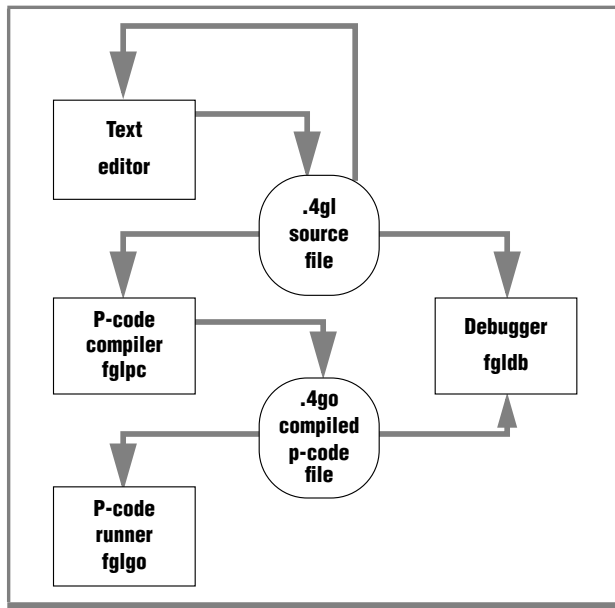 Text
editor
.4gl
source
file
P-code
compiler
fglpc
Debugger
fgldb
.4go
compiled
p-code
file
P-code
runner
fglgo